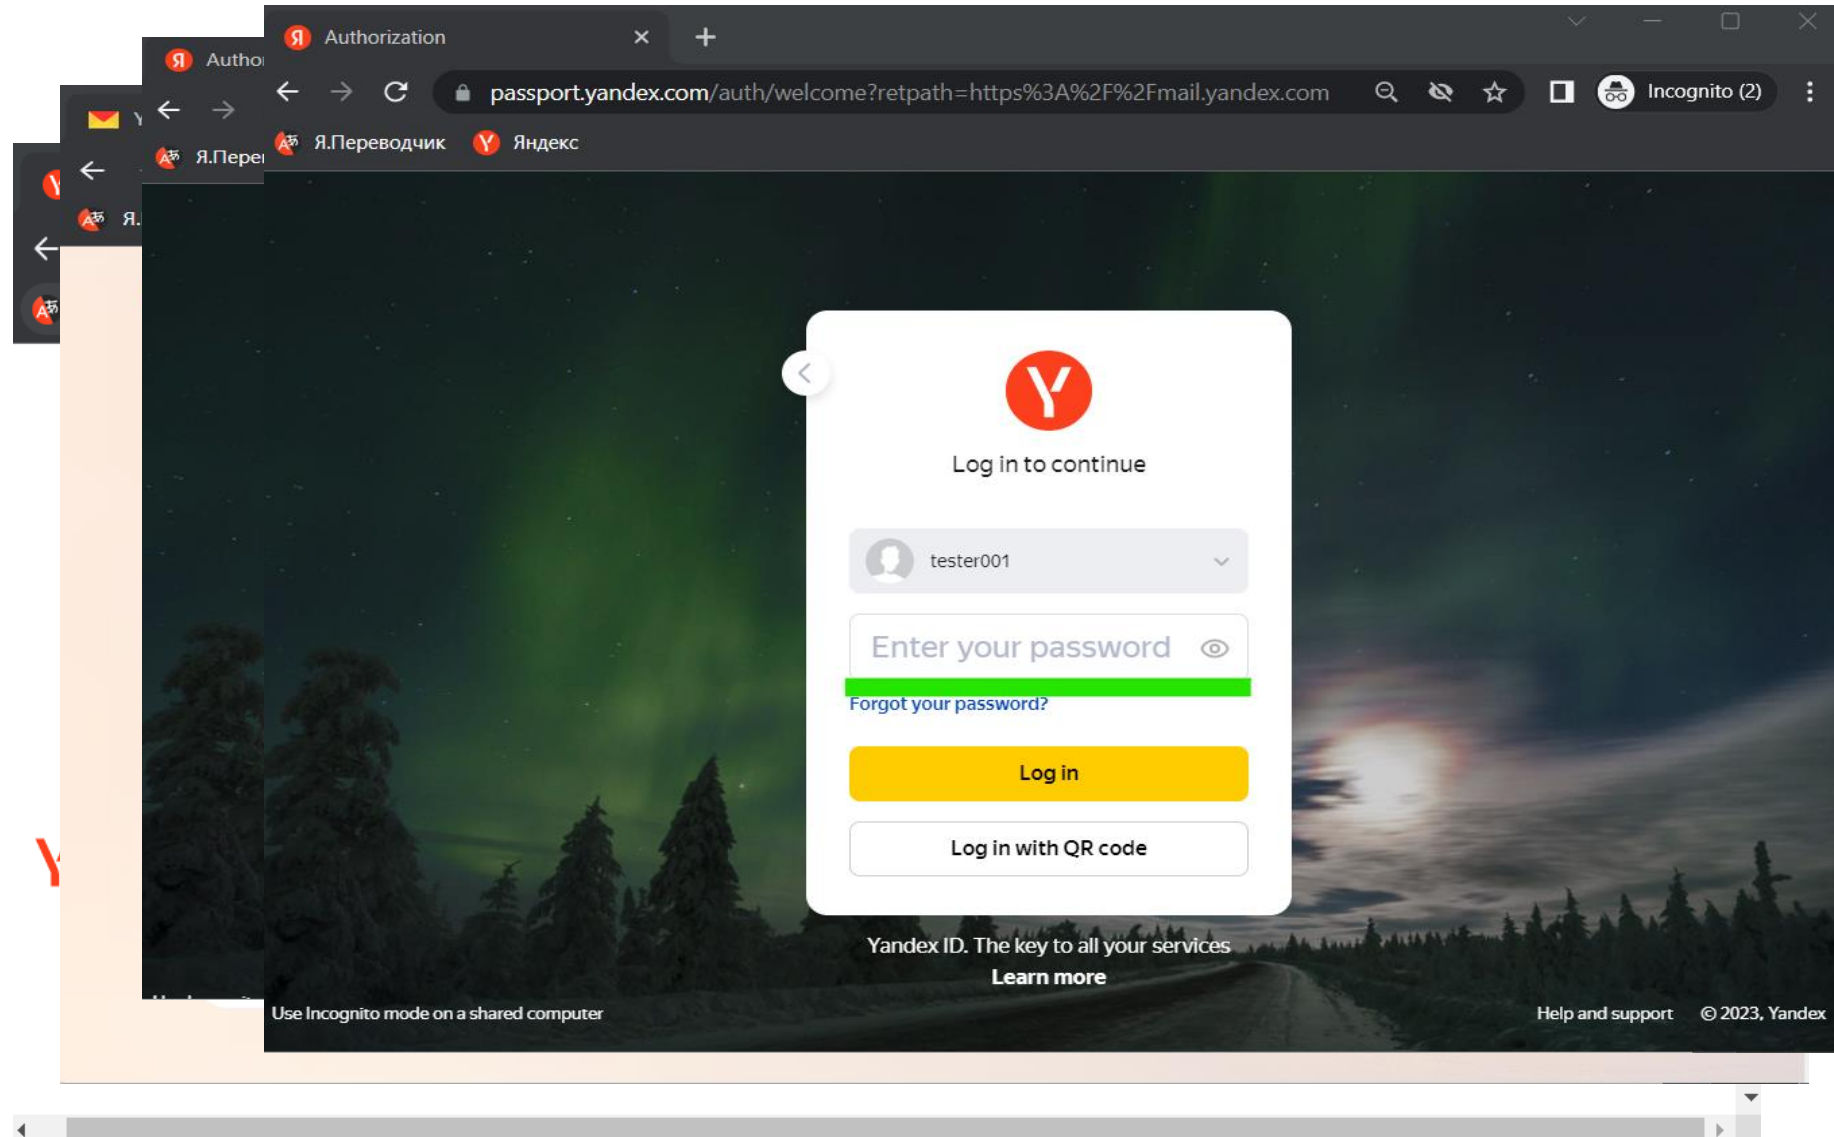 Authorization
passport.yandex.com/auth/welcome?retpath=https%3A%2F%2Fmail.yandex.com
Incognito (2)
Я.Переводчик
Яндекс
Log in to continue
tester001
Enter your password
Forgot your password?
Log in
Log in with QR code
Yandex ID. The key to all your services
Learn more
Use Incognito mode on a shared computer
Help and support
© 2023, Yandex